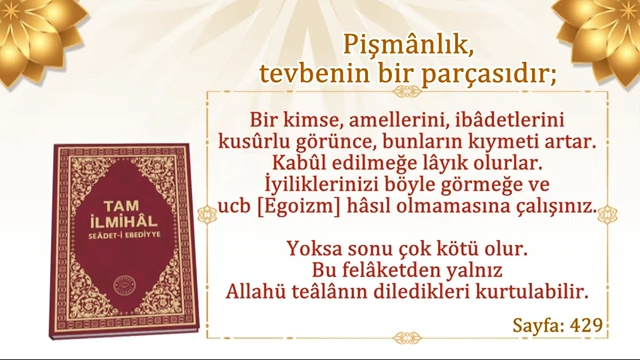 Pişmânlık,
tevbenin bir parçasıdır;
Bir kimse, amellerini, ibâdetlerini
kusûrlu görünce, bunların kıymeti artar.
Kabûl edilmeğe lâyık olurlar.
İyiliklerinizi böyle görmeğe ve
ucb [Egoizm] hâsıl olmamasına çalışınız.
Yoksa sonu çok kötü olur.
Bu felâketden yalnız
Allahü teâlânın diledikleri kurtulabilir.
Sayfa: 429
TAM
İLMİHÂL
SEÂDET-İ EBEDİYYE